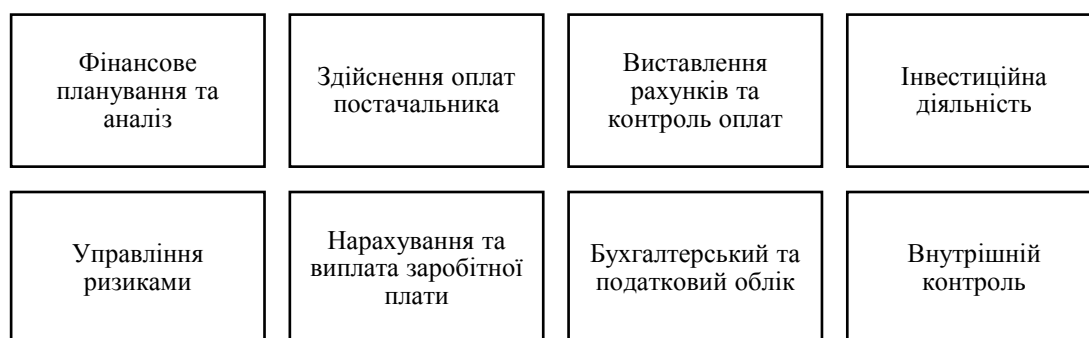 Фінансове
планування та
аналіз
Здійснення оплат
постачальника
Виставлення
рахунків та
контроль оплат
Інвестиційна
діяльність
Управління
ризиками
Нарахування та
виплата заробітної
плати
Бухгалтерський та
податковий облік
Внутрішній
контроль